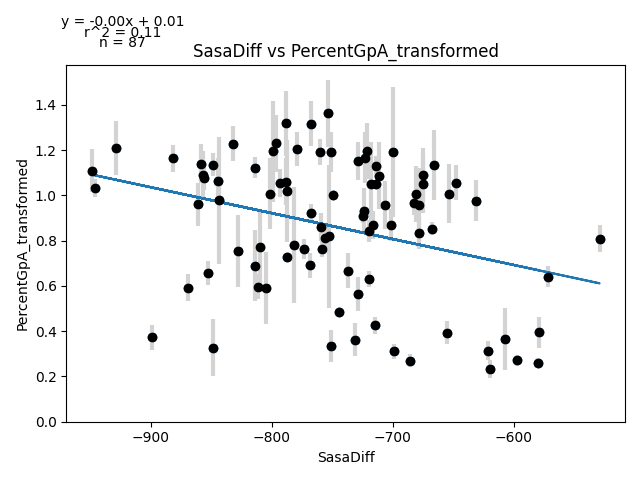 y = -0.00x + 0.01
r^2 = 0.11
n = 87
SasaDiff vs PercentGpA_transformed
PercentGpA_transformed
1.4
1.2
1.0
0.8
0.6
0.4
0.2
0.0
−900 −800 −700 −600
SasaDiff